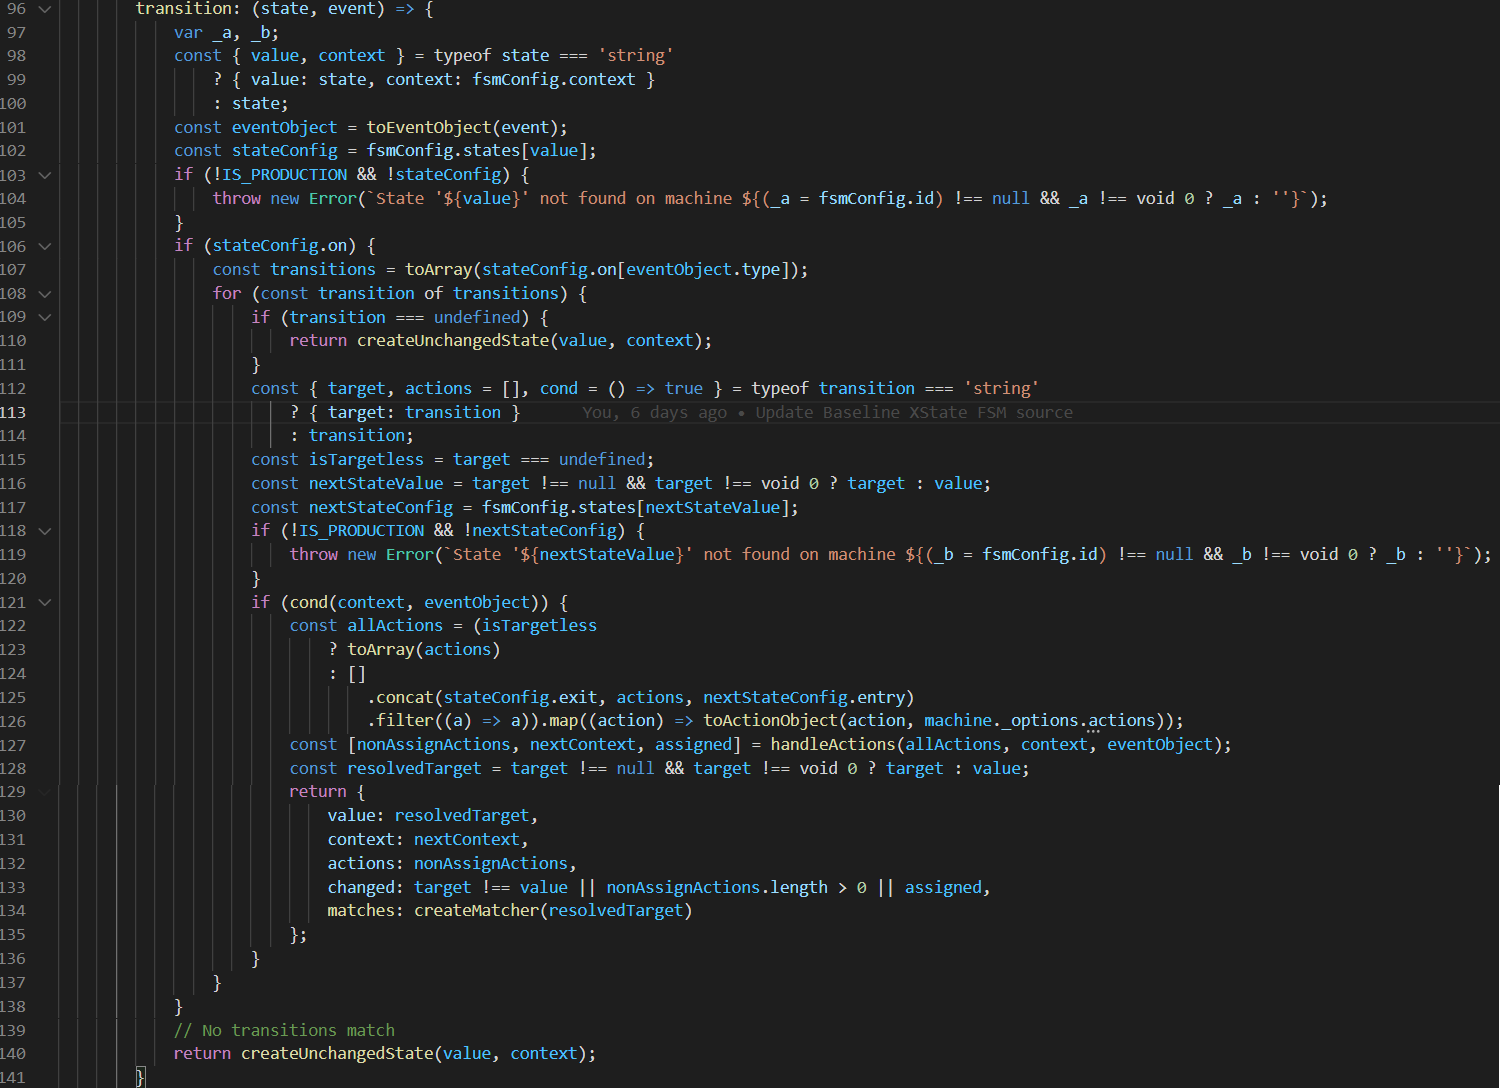 96 transition: (state, event) => {
97 var _a, _b;
98 const { value, context } = typeof state === 'string'
99 ? { value: state, context: fsmConfig.context }
100 : state;
101 const eventObject = toEventObject(event);
102 const stateConfig = fsmConfig.states[value];
103 if (!IS_PRODUCTION && !stateConfig) {
104 throw new Error(`State '${value}' not found on machine ${(_a = fsmConfig.id) !== null && _a !== void 0 ? _a : ''}`);
105 }
106 if (stateConfig.on) {
107 const transitions = toArray(stateConfig.on[eventObject.type]);
108 for (const transition of transitions) {
109 if (transition === undefined) {
110 return createUnchangedState(value, context);
111 }
112 const { target, actions = [], cond = () => true } = typeof transition === 'string'
113 ? { target: transition } You, 6 days ago • Update Baseline XState FSM source
114 : transition;
115 const isTargetless = target === undefined;
116 const nextStateValue = target !== null && target !== void 0 ? target : value;
117 const nextStateConfig = fsmConfig.states[nextStateValue];
118 if (!IS_PRODUCTION && !nextStateConfig) {
119 throw new Error(`State '${nextStateValue}' not found on machine ${(_b = fsmConfig.id) !== null && _b !== void 0 ? _b : ''}`);
120 }
121 if (cond(context, eventObject)) {
122 const allActions = (isTargetless
123 ? toArray(actions)
124 : []
125 .concat(stateConfig.exit, actions, nextStateConfig.entry)
126 .filter((a) => a)).map((action) => toActionObject(action, machine._options.actions));
127 const [nonAssignActions, nextContext, assigned] = handleActions(allActions, context, eventObject);
128 const resolvedTarget = target !== null && target !== void 0 ? target : value;
129 return {
130 value: resolvedTarget,
131 context: nextContext,
132 actions: nonAssignActions,
133 changed: target !== value || nonAssignActions.length > 0 || assigned,
134 matches: createMatcher(resolvedTarget)
135 };
136 }
137 }
138 }
139 // No transitions match
140 return createUnchangedState(value, context);
141 }